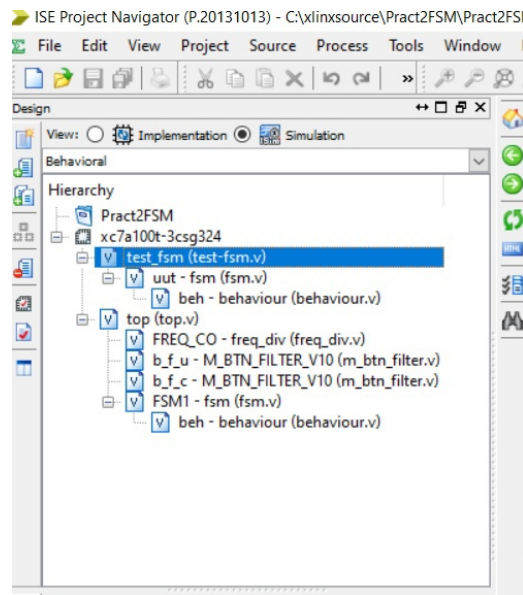 ISE Project Navigator (P.20131013) - C:\xlinxsource\Pract2FSM\Pract2FS
File Edit View Project Source Process Tools Window
»
Design
View: Implementation Simulation
Behavioral
Hierarchy
Pract2FSM
xc7a100t-3csg324
test_fsm (test-fsm.v)
uut - fsm (fsm.v)
beh - behaviour (behaviour.v)
top (top.v)
FREQ_CO - freq_div (freq_div.v)
b_f_u - M_BTN_FILTER_V10 (m_btn_filter.v)
b_f_c - M_BTN_FILTER_V10 (m_btn_filter.v)
FSM1 - fsm (fsm.v)
beh - behaviour (behaviour.v)